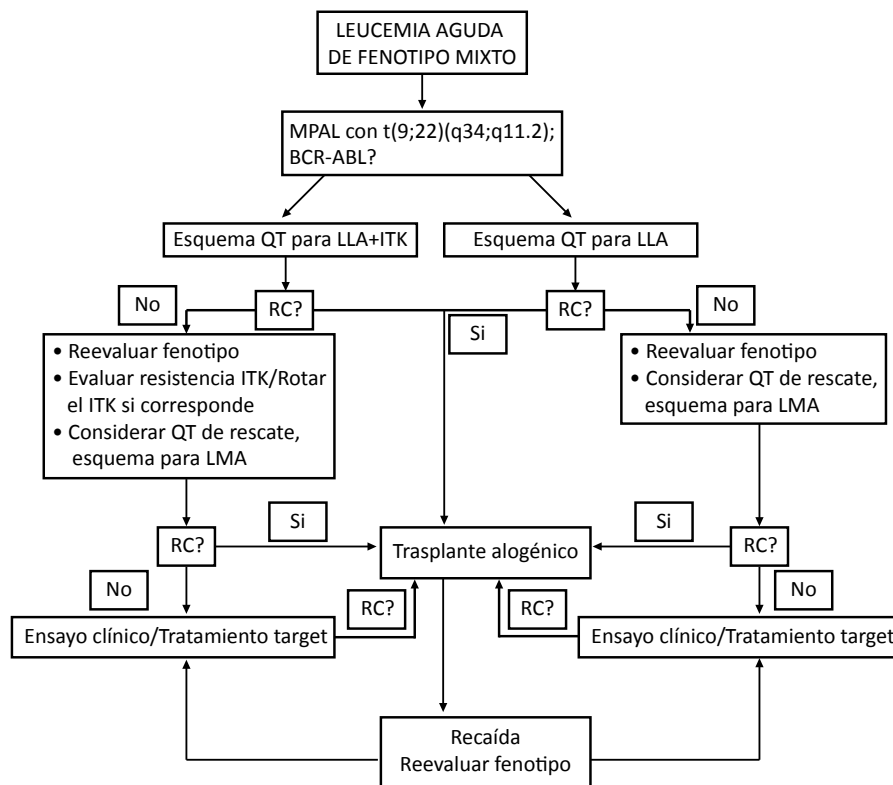 LEUCEMIA AGUDA
DE FENOTIPO MIXTO
MPAL con t(9;22)(q34;q11.2);
BCR-ABL?
Esquema QT para LLA+ITK
Esquema QT para LLA
No
RC?
Si
RC?
No
• Reevaluar fenotipo
• Evaluar resistencia ITK/Rotar
el ITK si corresponde
• Considerar QT de rescate,
esquema para LMA
• Reevaluar fenotipo
• Considerar QT de rescate,
esquema para LMA
RC?
Si
Trasplante alogénico
Si
RC?
No
RC?
RC?
No
Ensayo clínico/Tratamiento target
Ensayo clínico/Tratamiento target
Recaída
Reevaluar fenotipo